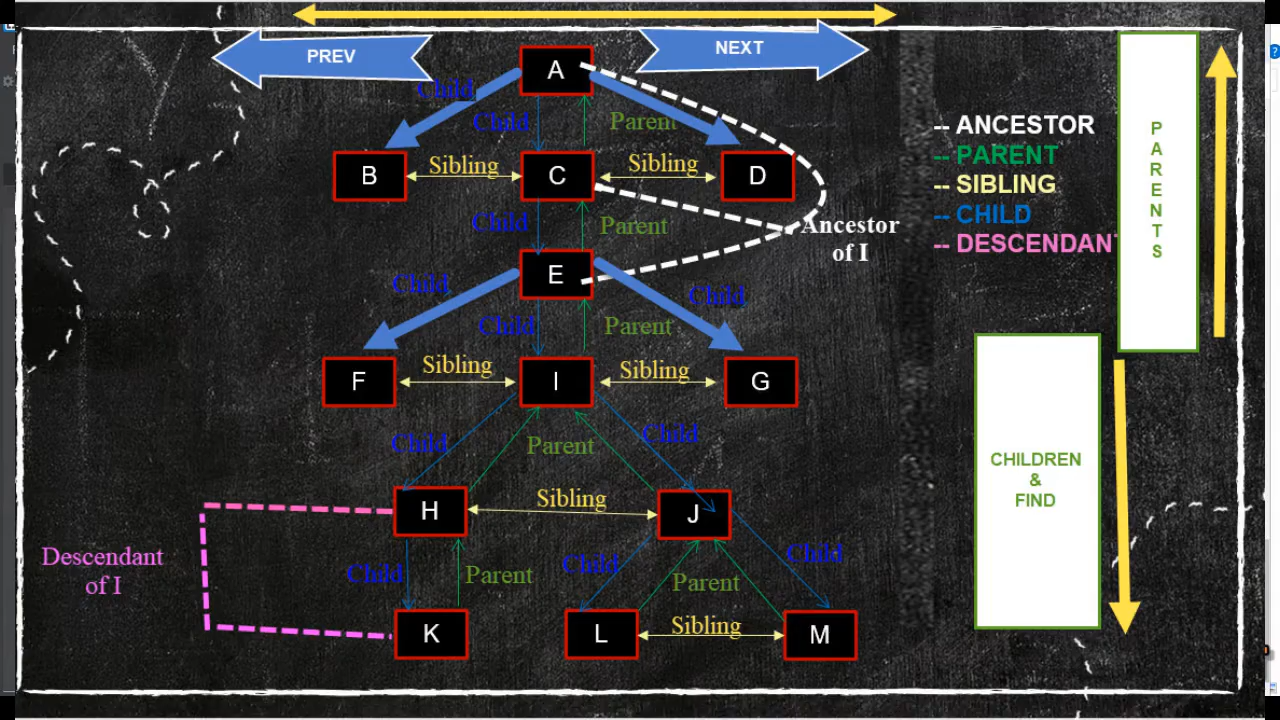 PREV
NEXT
A
Child
Child
Parent
-- ANCESTOR
-- PARENT
-- SIBLING
-- CHILD
-- DESCENDANT
P
A
R
E
N
T
S
B
Sibling
C
Sibling
D
Child
Parent
Ancestor
of I
E
Child
Child
Child
Parent
F
Sibling
I
Sibling
G
Child
Parent
Child
CHILDREN
&
FIND
H
Sibling
J
Descendant
of I
Child
Parent
Child
Parent
Child
K
L
Sibling
M
?